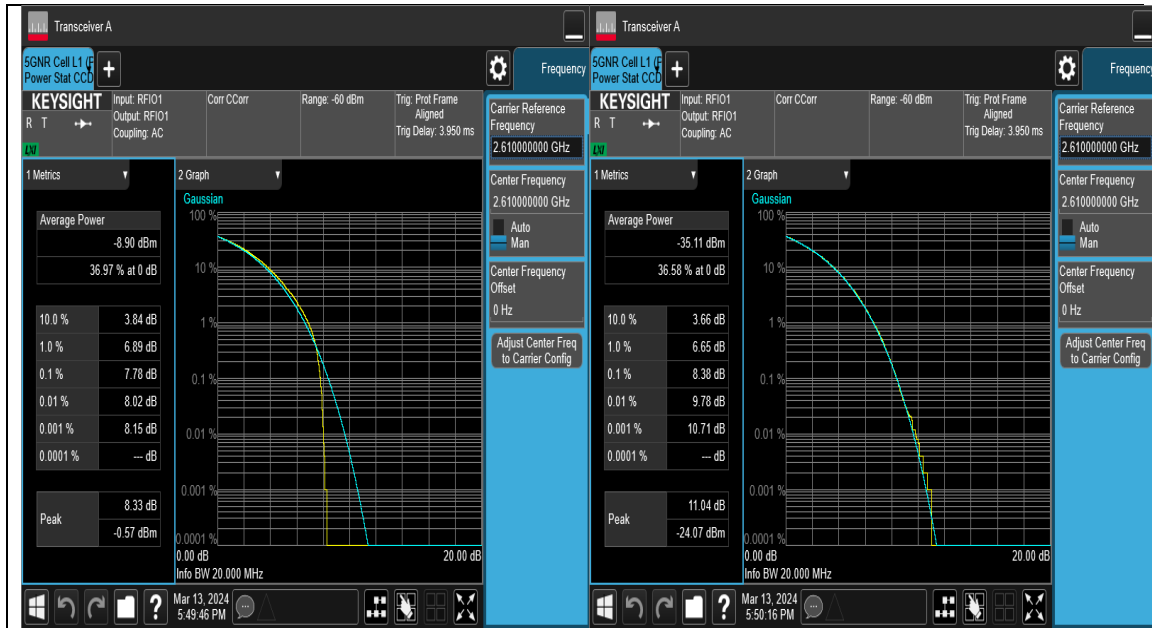 Transceiver A
5GNR Cell L1 (F
Power Stat CCD
+
Frequency
KEYSIGHT
R T
LXI
Input: RFIO1
Output: RFIO1
Coupling: AC
Corr CCorr
Range: -60 dBm
Trig: Prot Frame
Aligned
Trig Delay: 3.950 ms
Carrier Reference
Frequency
2.610000000 GHz
Center Frequency
2.610000000 GHz
Auto
Man
Center Frequency
Offset
0 Hz
Adjust Center Freq
to Carrier Config
1 Metrics
Average Power
-8.90 dBm
36.97 % at 0 dB
10.0 % 3.84 dB
1.0 % 6.89 dB
0.1 % 7.78 dB
0.01 % 8.02 dB
0.001 % 8.15 dB
0.0001 % --- dB
Peak
8.33 dB
-0.57 dBm
2 Graph
Gaussian
100 %
10 %
1 %
0.1 %
0.01 %
0.001 %
0.0001 %
0.00 dB 20.00 dB
Info BW 20.000 MHz
?
Mar 13, 2024
5:49:46 PM
Transceiver A
5GNR Cell L1 (F
Power Stat CCD
+
Frequency
KEYSIGHT
R T
LXI
Input: RFIO1
Output: RFIO1
Coupling: AC
Corr CCorr
Range: -60 dBm
Trig: Prot Frame
Aligned
Trig Delay: 3.950 ms
Carrier Reference
Frequency
2.610000000 GHz
Center Frequency
2.610000000 GHz
Auto
Man
Center Frequency
Offset
0 Hz
Adjust Center Freq
to Carrier Config
1 Metrics
Average Power
-35.11 dBm
36.58 % at 0 dB
10.0 % 3.66 dB
1.0 % 6.65 dB
0.1 % 8.38 dB
0.01 % 9.78 dB
0.001 % 10.71 dB
0.0001 % --- dB
Peak
11.04 dB
-24.07 dBm
2 Graph
Gaussian
100 %
10 %
1 %
0.1 %
0.01 %
0.001 %
0.0001 %
0.00 dB 20.00 dB
Info BW 20.000 MHz
?
Mar 13, 2024
5:50:16 PM